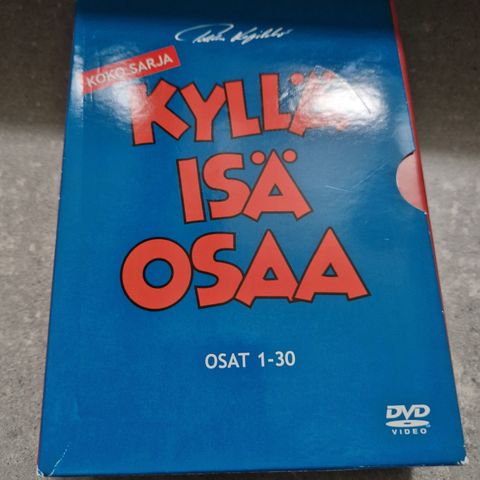 KOKO SARJA
KYLLÄ
ISÄ
OSAA
OSAT 1-30
DVD
VIDEO